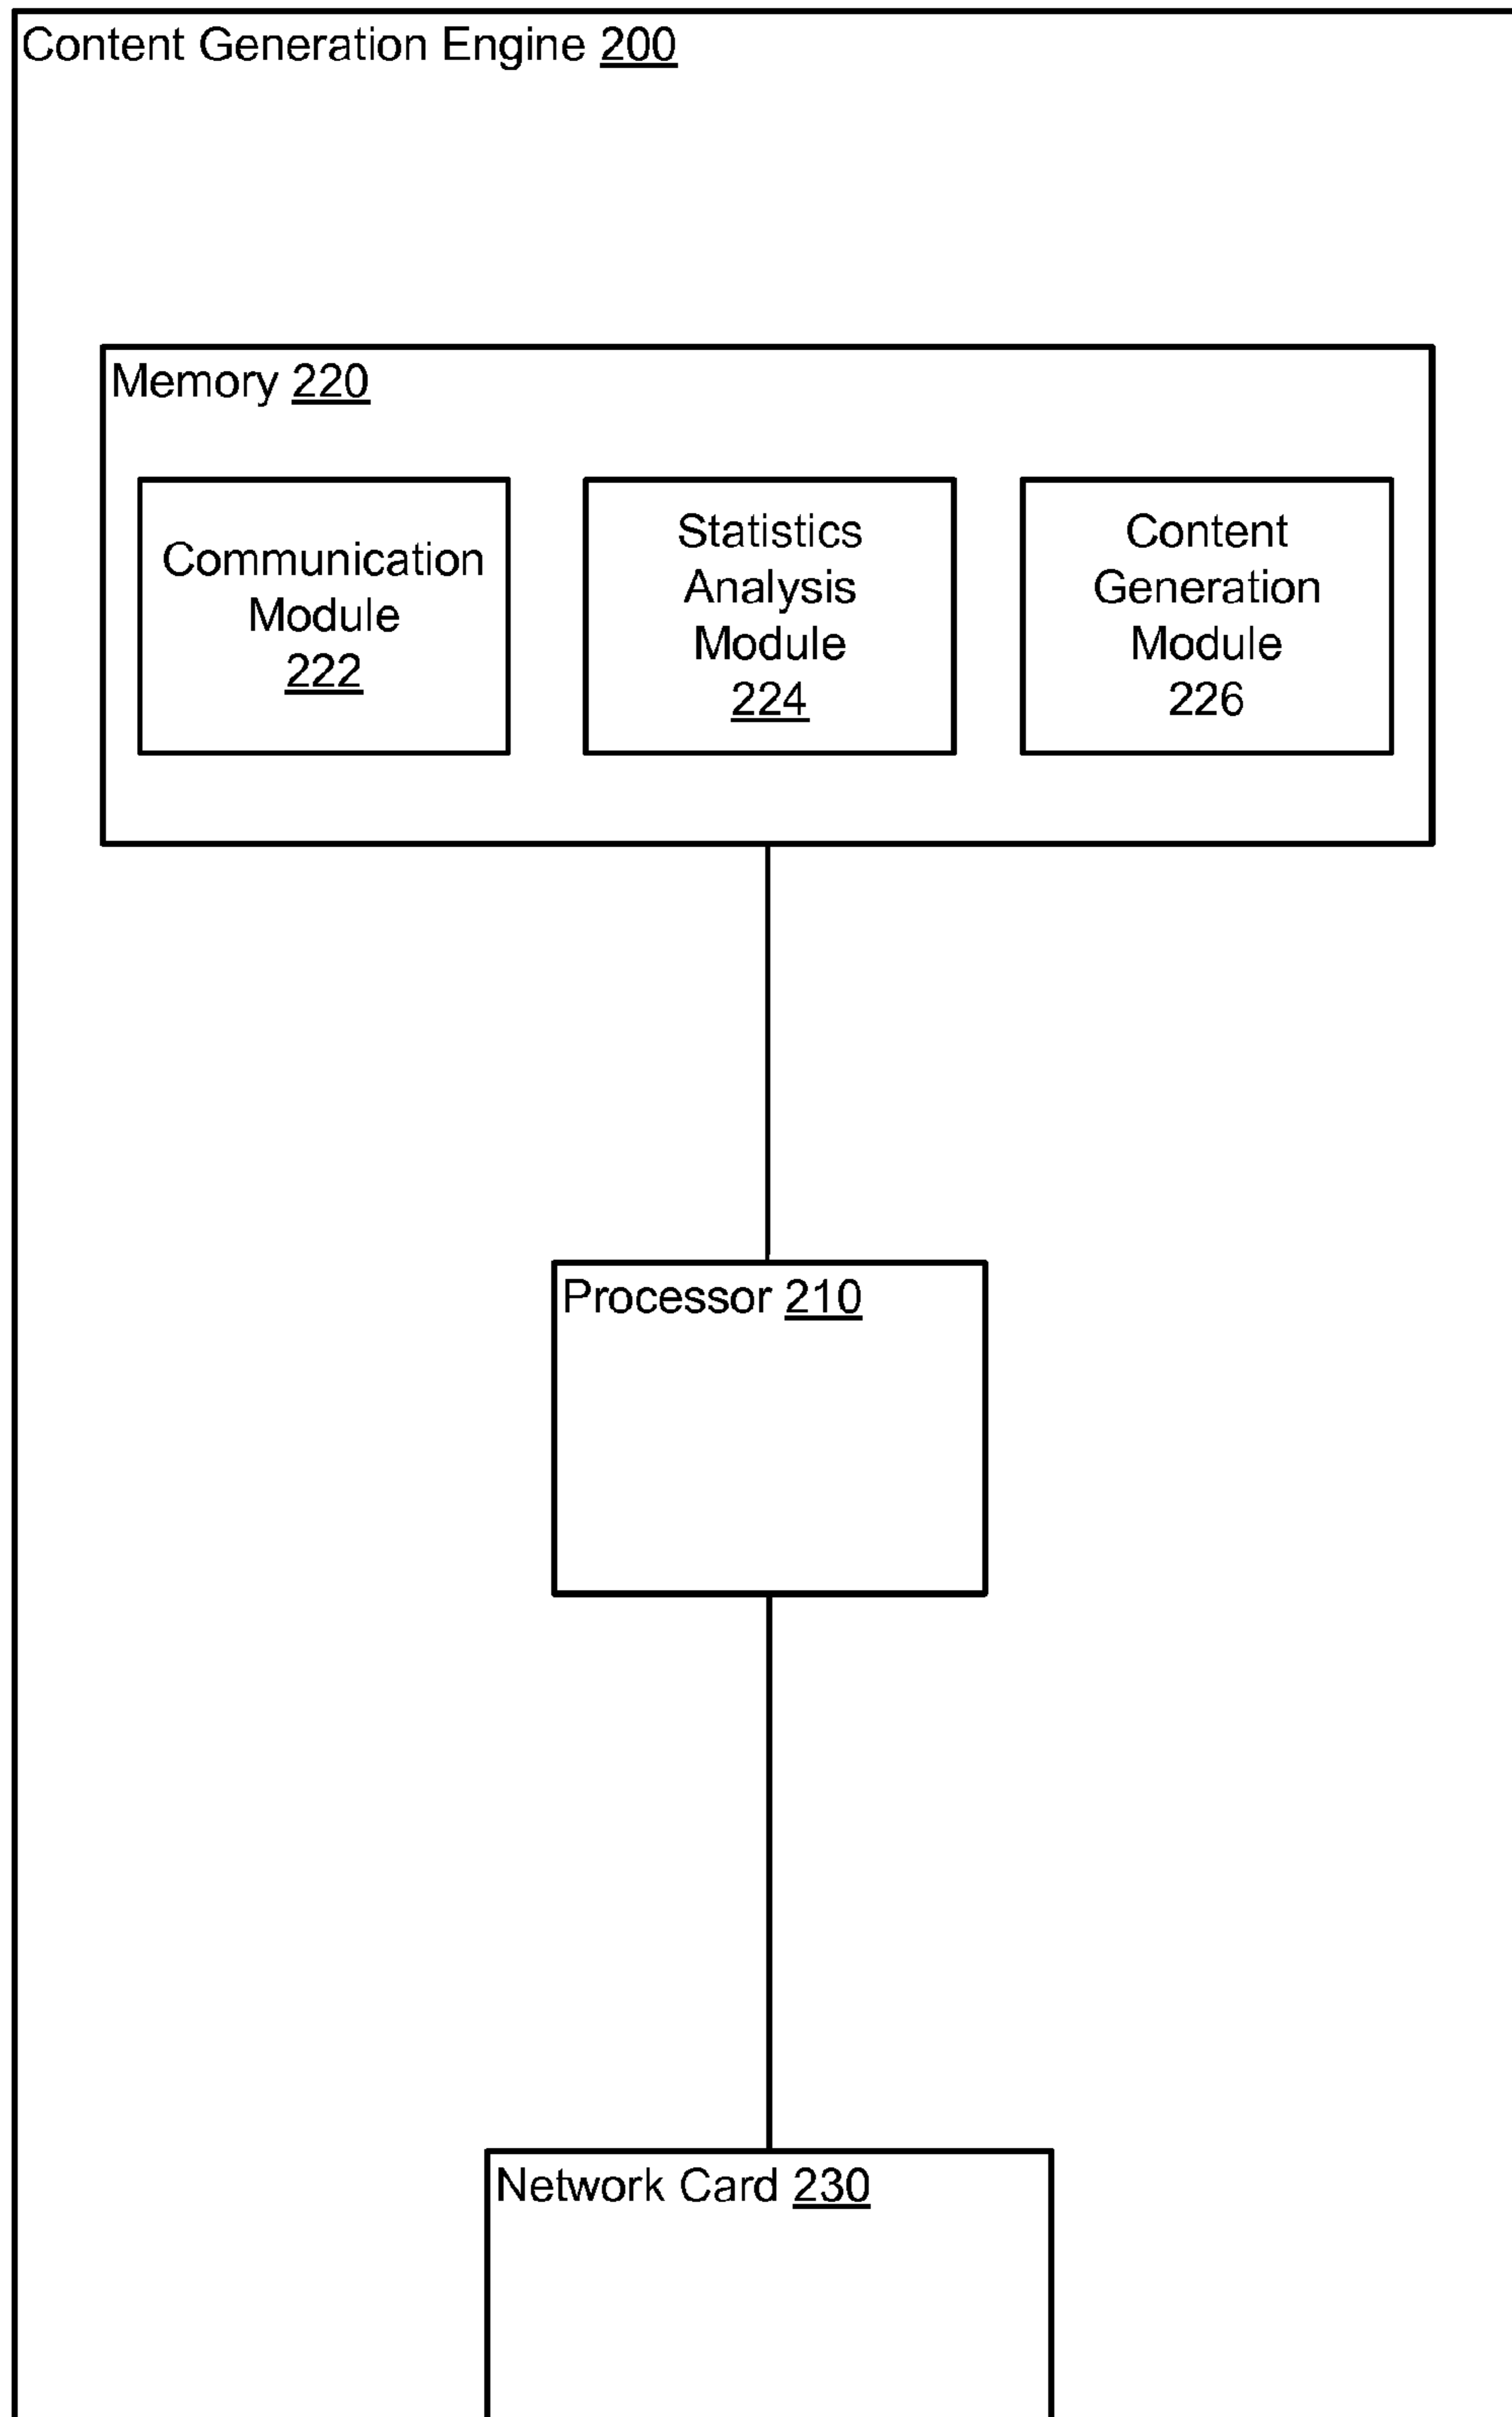 Content Generation Engine 200
Memory 220
Communication
Module
222
Statistics
Analysis
Module
224
Content
Generation
Module
226
Processor 210
Network Card 230